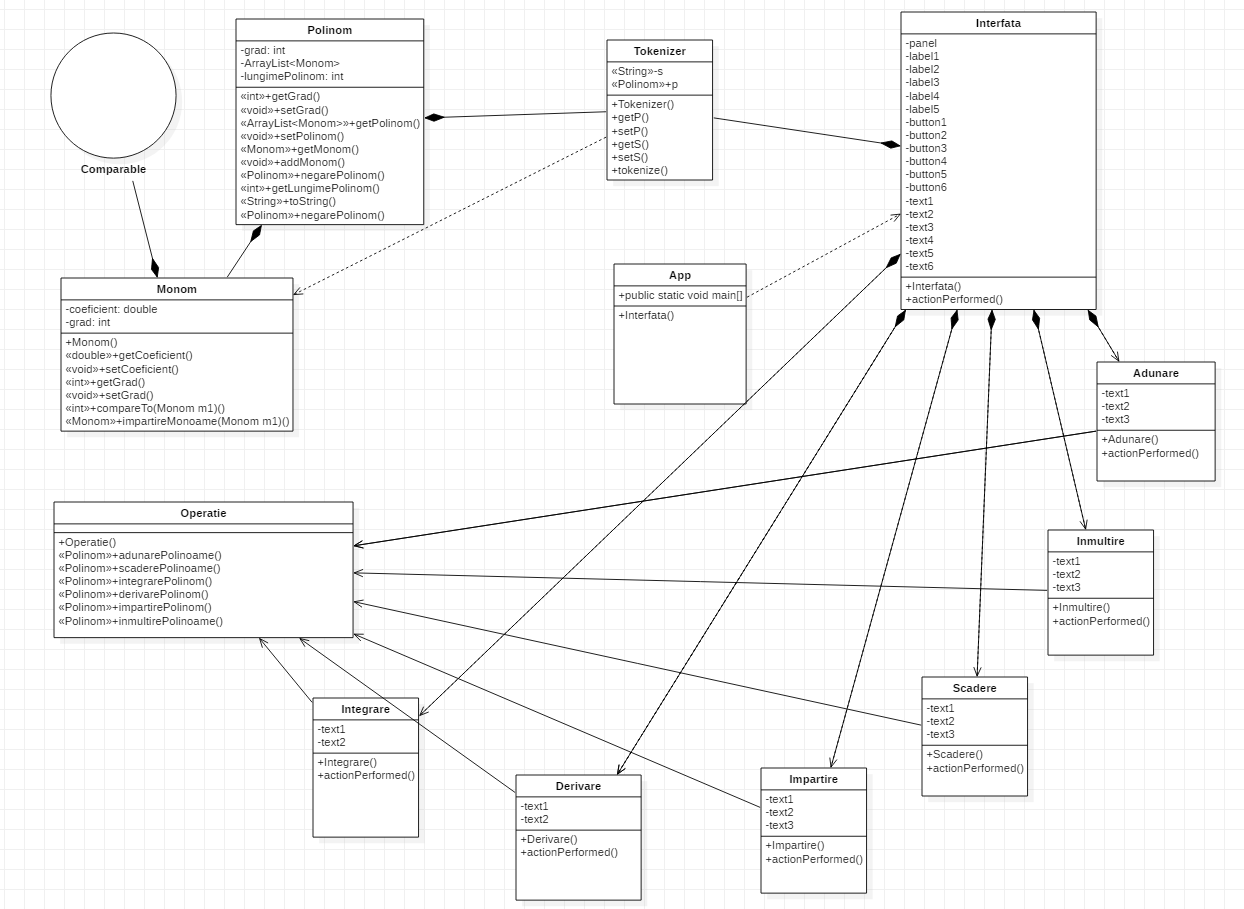 Comparable
Polinom
-grad: int
-ArrayList<Monom>
-lungimePolinom: int
«int»+getGrad()
«void»+setGrad()
«ArrayList<Monom>»+getPolinom()
«void»+setPolinom()
«Monom»+getMonom()
«void»+addMonom()
«Polinom»+negarePolinom()
«int»+getLungimePolinom()
«String»+toString()
«Polinom»+negarePolinom()
Tokenizer
«String»-s
«Polinom»+p
+Tokenizer()
+getP()
+setP()
+getS()
+setS()
+tokenize()
Interfata
-panel
-label1
-label2
-label3
-label4
-label5
-button1
-button2
-button3
-button4
-button5
-button6
-text1
-text2
-text3
-text4
-text5
-text6
+Interfata()
+actionPerformed()
Monom
-coeficient: double
-grad: int
+Monom()
«double»+getCoeficient()
«void»+setCoeficient()
«int»+getGrad()
«void»+setGrad()
«int»+compareTo(Monom m1)()
«Monom»+impartireMonoame(Monom m1)()
App
+public static void main[]
+Interfata()
Adunare
-text1
-text2
-text3
+Adunare()
+actionPerformed()
Operatie
+Operatie()
«Polinom»+adunarePolinoame()
«Polinom»+scaderePolinoame()
«Polinom»+integrarePolinom()
«Polinom»+derivarePolinom()
«Polinom»+impartirePolinom()
«Polinom»+inmultirePolinoame()
Inmultire
-text1
-text2
-text3
+Inmultire()
+actionPerformed()
Scadere
-text1
-text2
-text3
+Scadere()
+actionPerformed()
Integrare
-text1
-text2
+Integrare()
+actionPerformed()
Derivare
-text1
-text2
+Derivare()
+actionPerformed()
Impartire
-text1
-text2
-text3
+Impartire()
+actionPerformed()